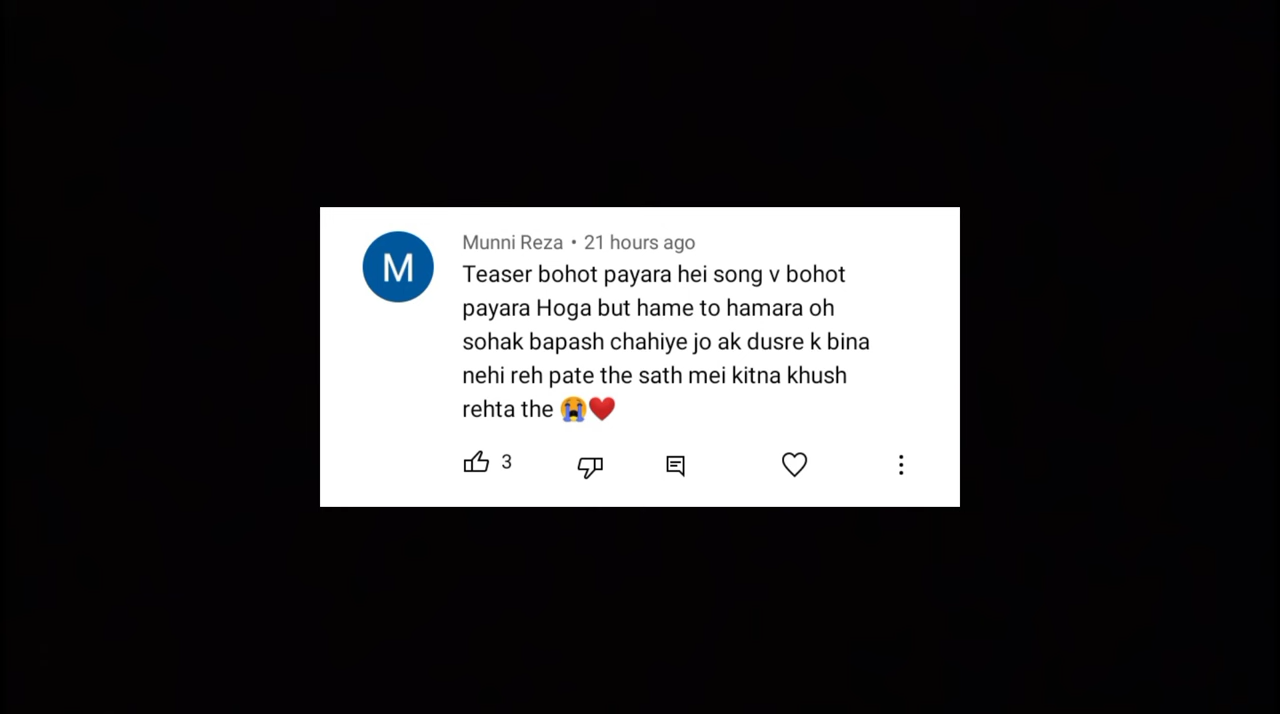 Munni Reza • 21 hours ago
Teaser bohot payara hei song v bohot
payara Hoga but hame to hamara oh
sohak bapash chahiye jo ak dusre k bina
nehi reh pate the sath mei kitna khush
rehta the 😭❤️
3
M